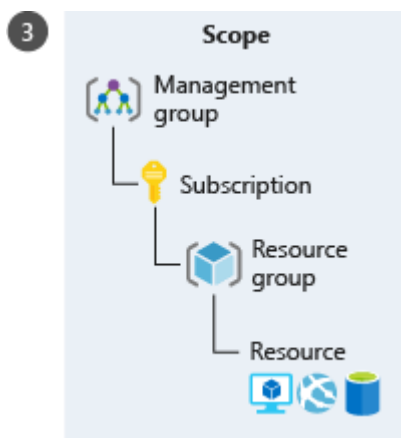 3
Scope
Management
group
Subscription
Resource
group
Resource